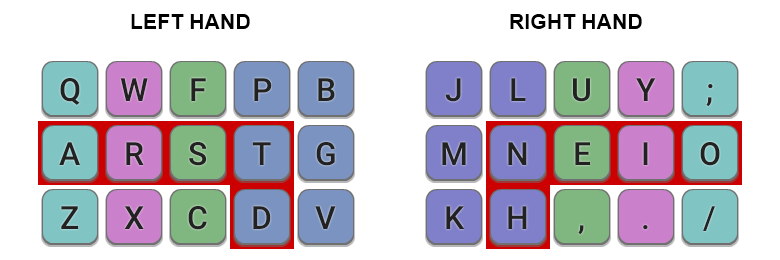 LEFT HAND RIGHT HAND
Q W F P B J L U Y ;
A R S T G M N E I O
Z X C D V K H , . /